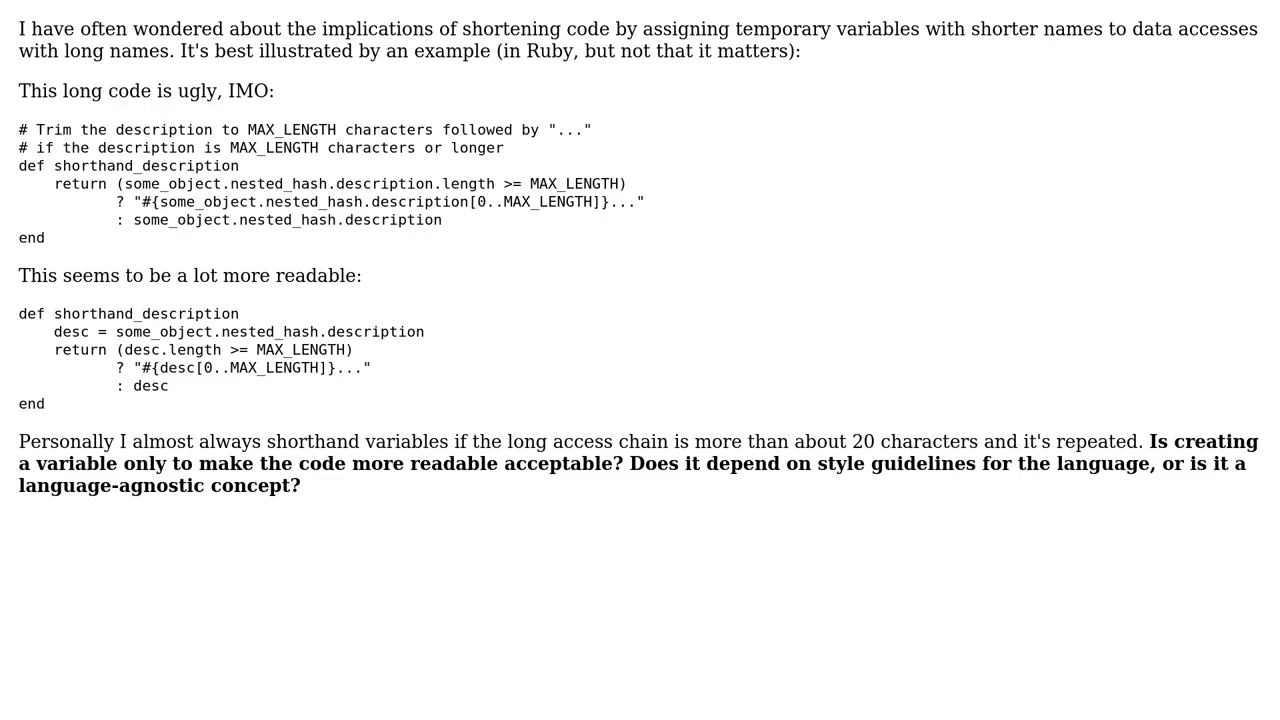 I have often wondered about the implications of shortening code by assigning temporary variables with shorter names to data accesses
with long names. It's best illustrated by an example (in Ruby, but not that it matters):
This long code is ugly, IMO:
# Trim the description to MAX_LENGTH characters followed by "..."
# if the description is MAX_LENGTH characters or longer
def shorthand_description
    return (some_object.nested_hash.description.length >= MAX_LENGTH)
           ? "#{some_object.nested_hash.description[0..MAX_LENGTH]}..."
           : some_object.nested_hash.description
end
This seems to be a lot more readable:
def shorthand_description
    desc = some_object.nested_hash.description
    return (desc.length >= MAX_LENGTH)
           ? "#{desc[0..MAX_LENGTH]}..."
           : desc
end
Personally I almost always shorthand variables if the long access chain is more than about 20 characters and it's repeated. Is creating
a variable only to make the code more readable acceptable? Does it depend on style guidelines for the language, or is it a
language-agnostic concept?